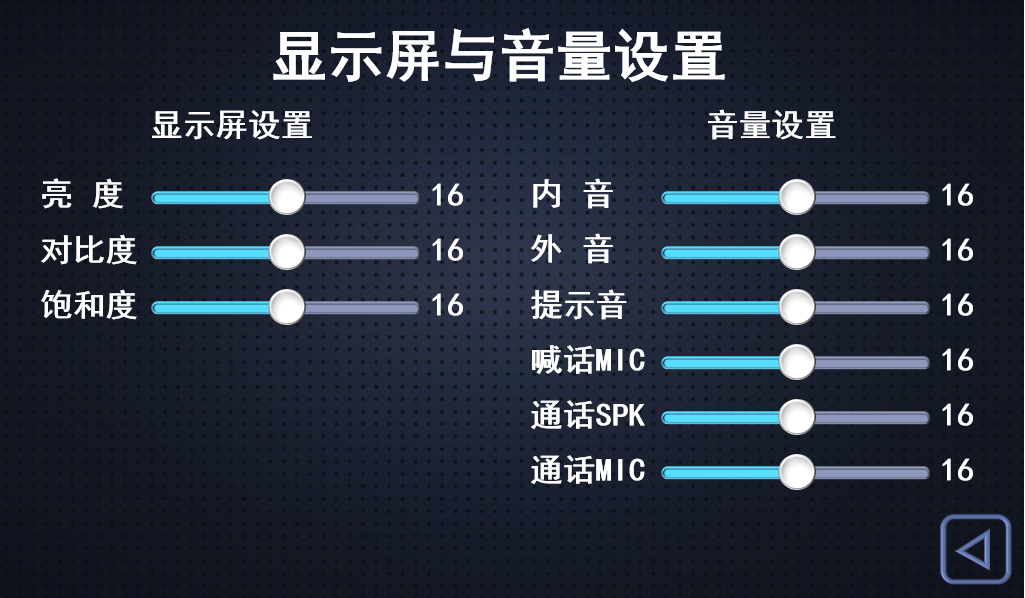 显示屏与音量设置
显示屏设置
亮 度 16
对比度 16
饱和度 16
音量设置
内 音 16
外 音 16
提示音 16
喊话MIC 16
通话SPK 16
通话MIC 16